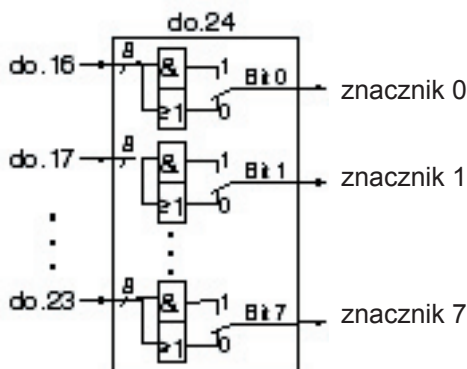 do.24
do.16 8 & 1 Bit 0 znacznik 0
≥1 0
do.17 8 & 1 Bit 1 znacznik 1
≥1 0
do.23 8 & 1 Bit 7 znacznik 7
≥1 0